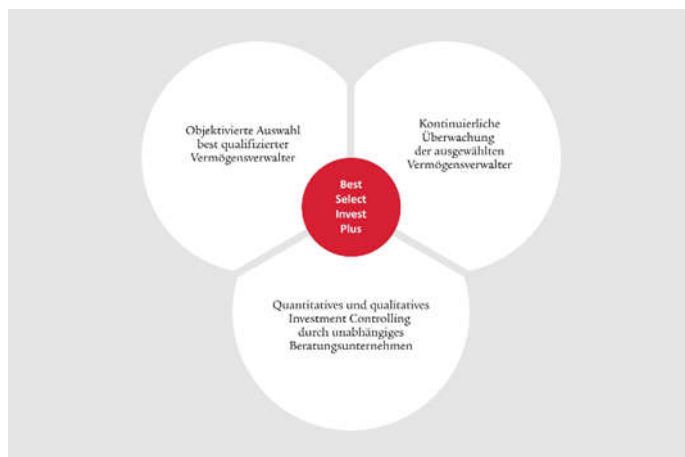 Objektivierte Auswahl
best qualifizierter
Vermögensverwalter
Kontinuierliche
Überwachung
der ausgewählten
Vermögensverwalter
Best
Select
Invest
Plus
Quantitatives und qualitatives
Investment Controlling
durch unabhängiges
Beratungsunternehmen